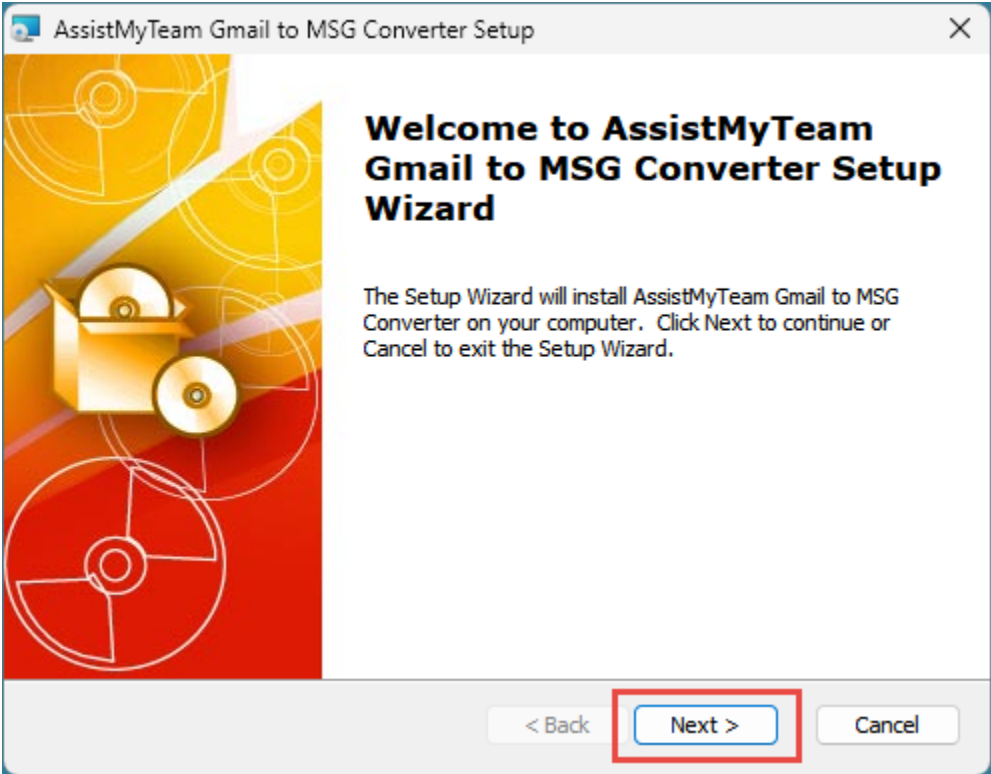 AssistMyTeam Gmail to MSG Converter Setup
Welcome to AssistMyTeam
Gmail to MSG Converter Setup
Wizard
The Setup Wizard will install AssistMyTeam Gmail to MSG
Converter on your computer. Click Next to continue or
Cancel to exit the Setup Wizard.
< Back
Next >
Cancel